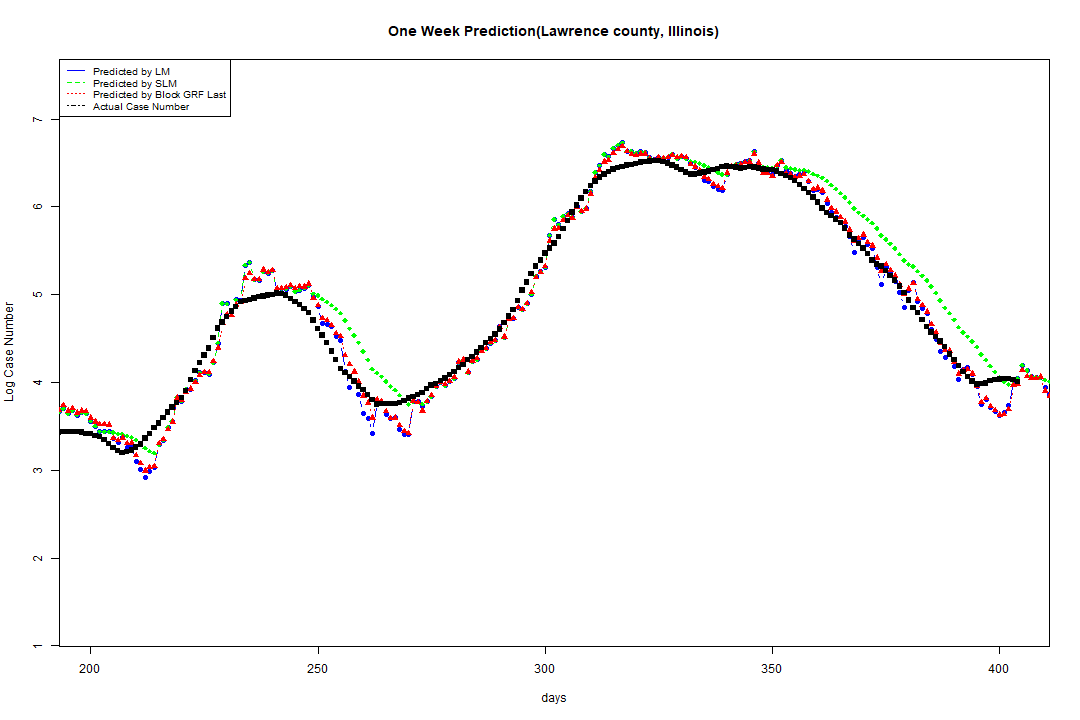 One Week Prediction(Lawrence county, Illinois)
Predicted by LM
Predicted by SLM
Predicted by Block GRF Last
Actual Case Number
7
6
5
4
3
2
1
Log Case Number
200 250 300 350 400
days